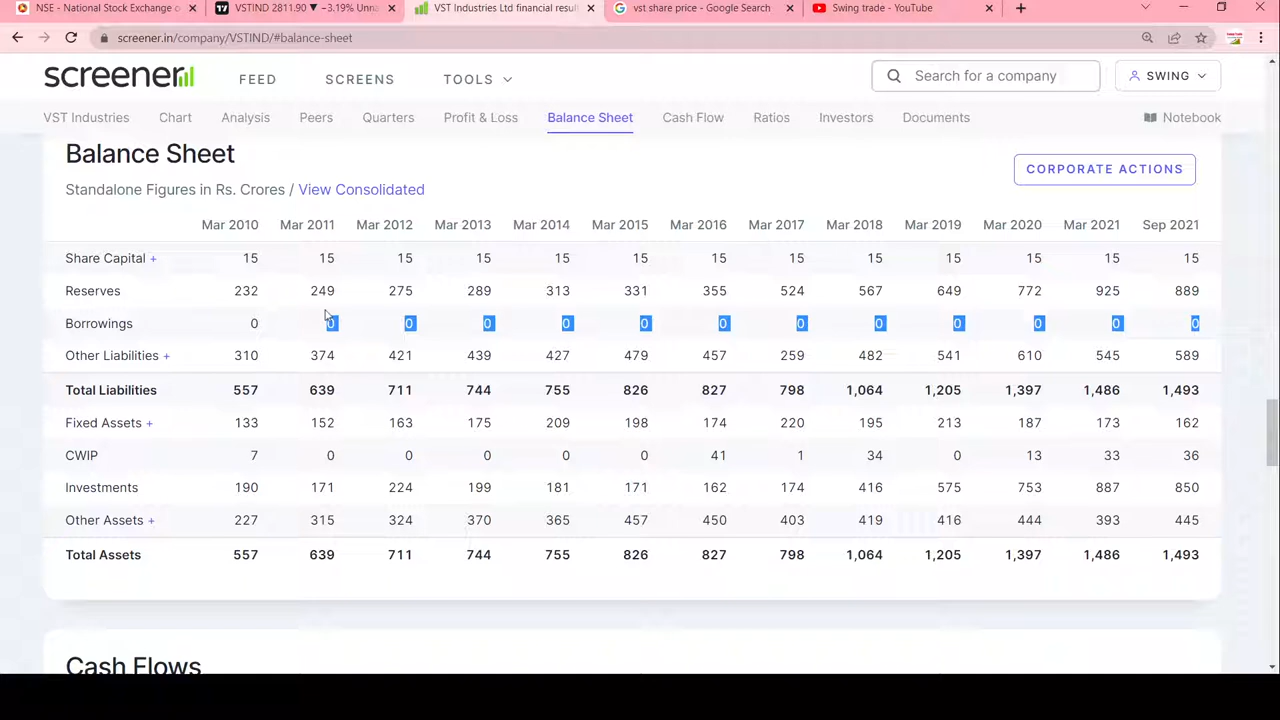 NSE - National Stock Exchange o
VSTIND 2811.90 ▼ −3.19% Unna
VST Industries Ltd financial result
vst share price - Google Search
Swing trade - YouTube
screener.in/company/VSTIND/#balance-sheet
screener FEED SCREENS TOOLS Search for a company SWING
VST Industries Chart Analysis Peers Quarters Profit & Loss Balance Sheet Cash Flow Ratios Investors Documents Notebook
Balance Sheet
CORPORATE ACTIONS
Standalone Figures in Rs. Crores / View Consolidated
Mar 2010 Mar 2011 Mar 2012 Mar 2013 Mar 2014 Mar 2015 Mar 2016 Mar 2017 Mar 2018 Mar 2019 Mar 2020 Mar 2021 Sep 2021
Share Capital + 15 15 15 15 15 15 15 15 15 15 15 15 15
Reserves 232 249 275 289 313 331 355 524 567 649 772 925 889
Borrowings 0 0 0 0 0 0 0 0 0 0 0 0 0
Other Liabilities + 310 374 421 439 427 479 457 259 482 541 610 545 589
Total Liabilities 557 639 711 744 755 826 827 798 1,064 1,205 1,397 1,486 1,493
Fixed Assets + 133 152 163 175 209 198 174 220 195 213 187 173 162
CWIP 7 0 0 0 0 0 41 1 34 0 13 33 36
Investments 190 171 224 199 181 171 162 174 416 575 753 887 850
Other Assets + 227 315 324 370 365 457 450 403 419 416 444 393 445
Total Assets 557 639 711 744 755 826 827 798 1,064 1,205 1,397 1,486 1,493
Cash Flows